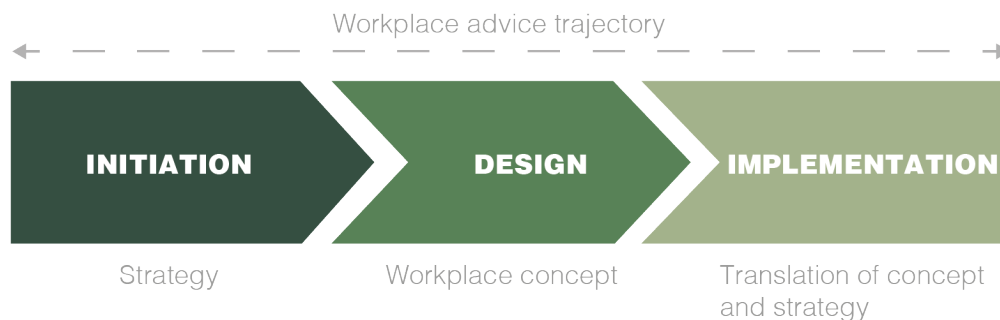 Workplace advice trajectory
INITIATION
DESIGN
IMPLEMENTATION
Strategy
Workplace concept
Translation of concept
and strategy